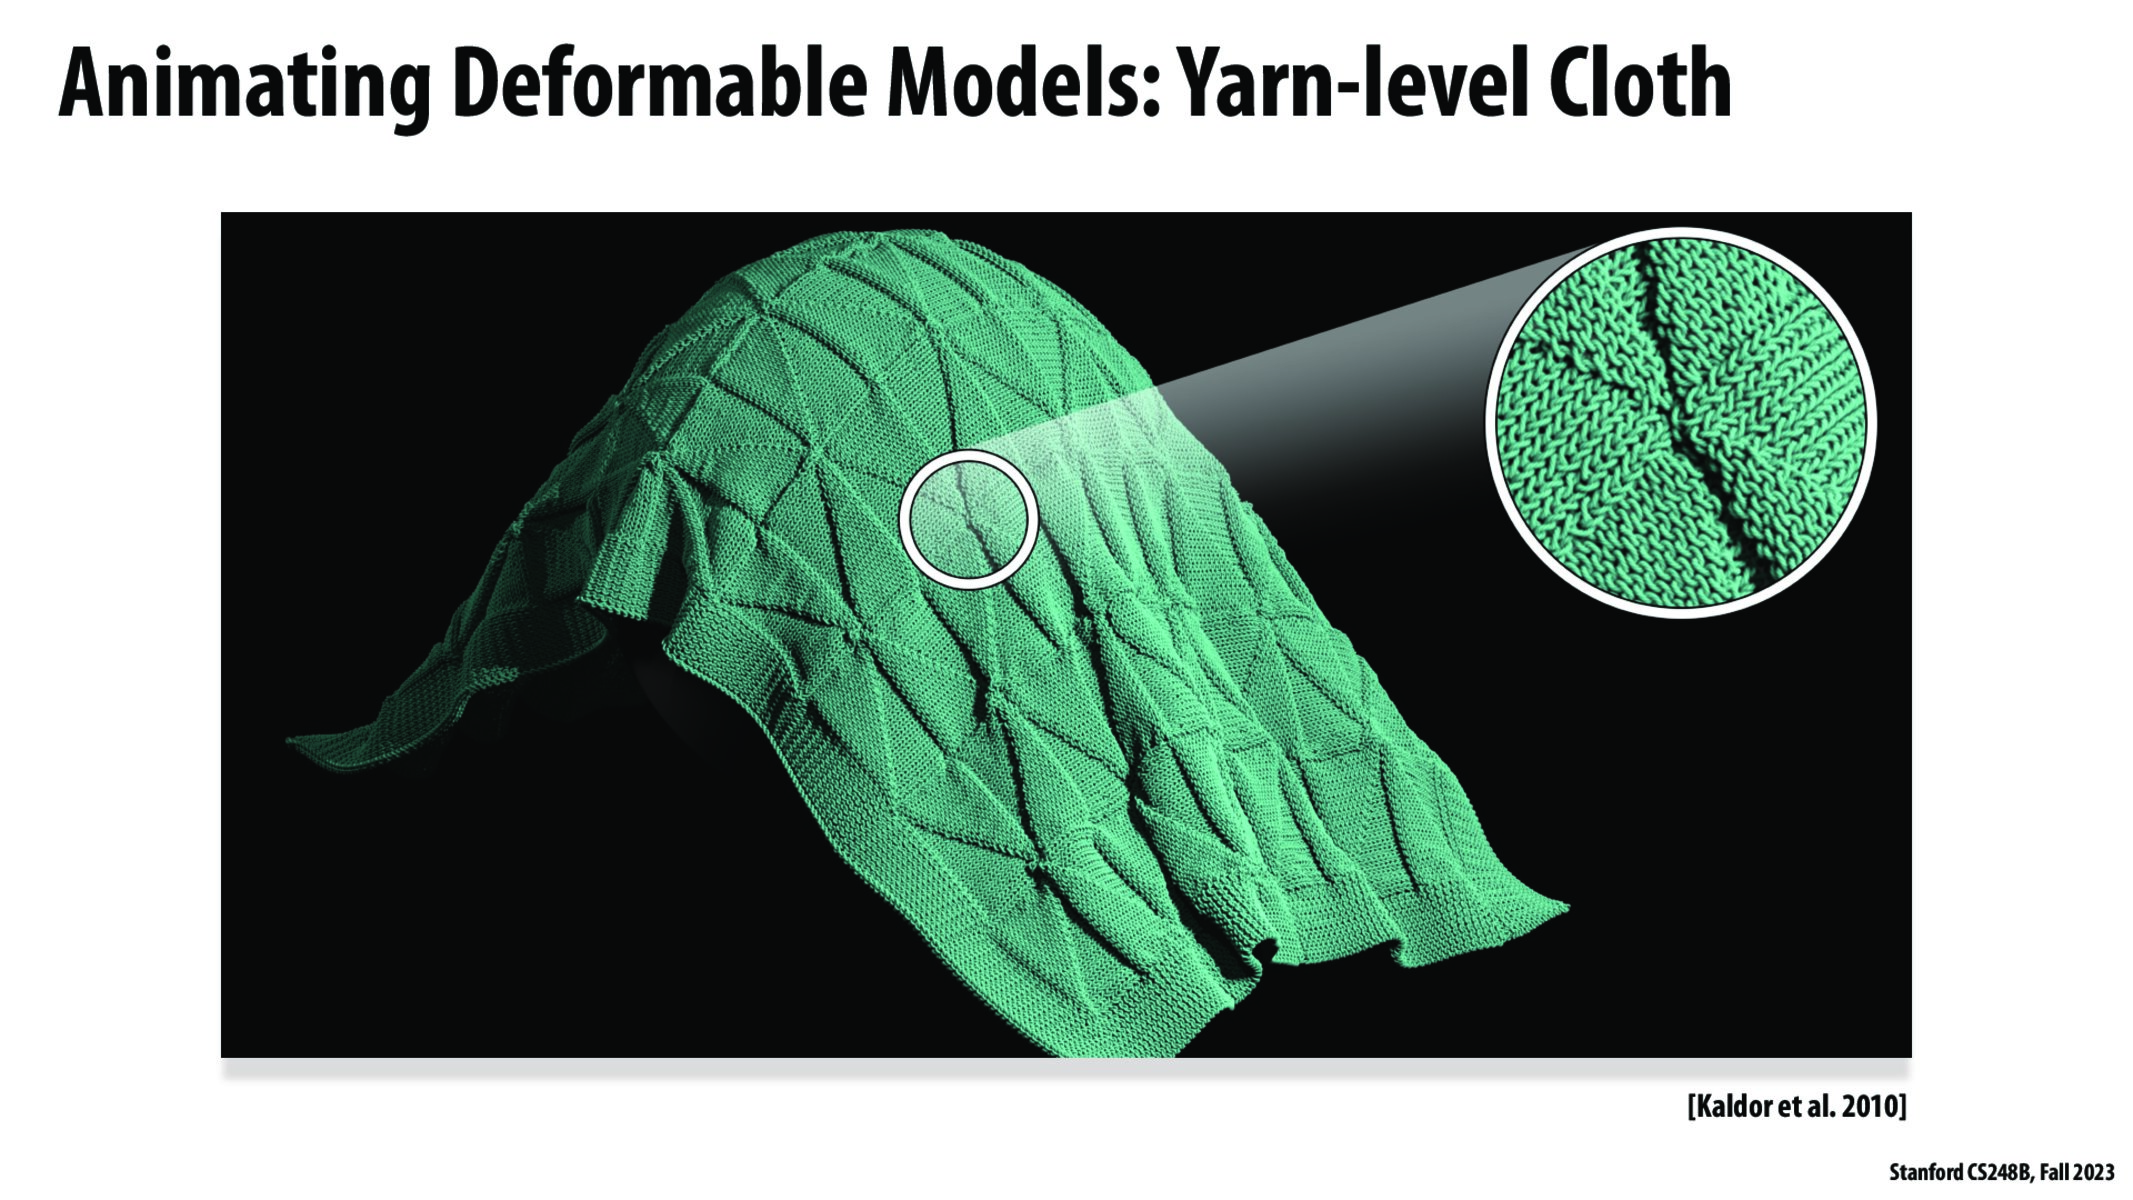 Animating Deformable Models: Yarn-level Cloth
[Kaldor et al. 2010]
Stanford CS248B, Fall 2023